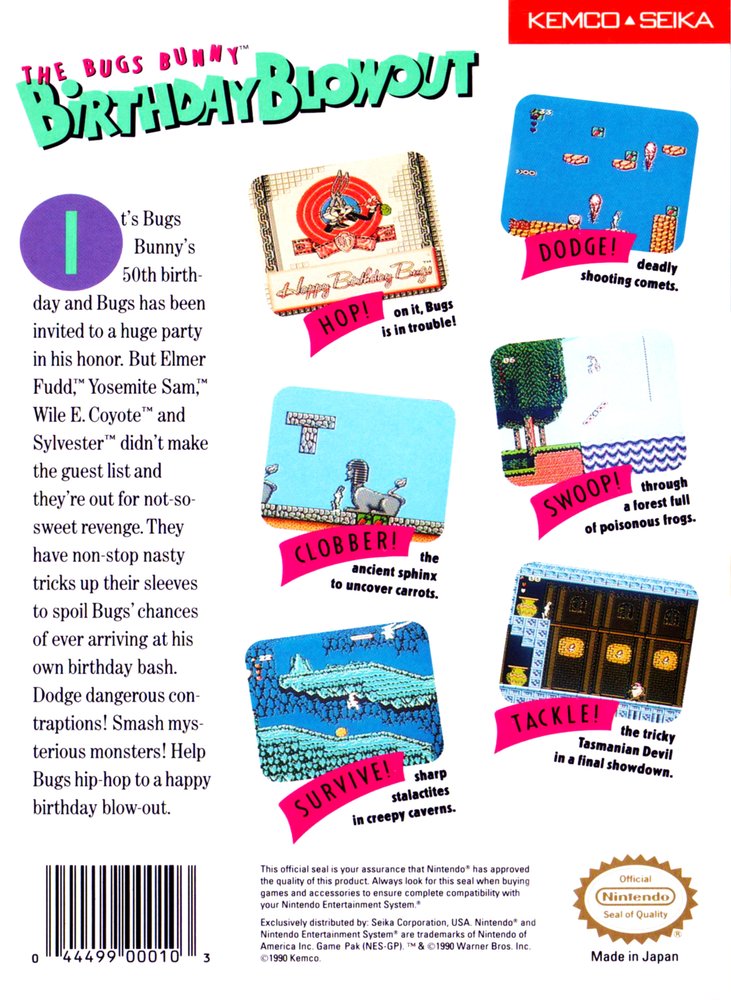 KEMCO▲SEIKA
THE BUGS BUNNY™
BIRTHDAY BLOWOUT
It's Bugs
Bunny's
50th birth-
day and Bugs has been
invited to a huge party
in his honor. But Elmer
Fudd,™ Yosemite Sam,™
Wile E. Coyote™ and
Sylvester™ didn't make
the guest list and
they're out for not-so-
sweet revenge. They
have non-stop nasty
tricks up their sleeves
to spoil Bugs' chances
of ever arriving at his
own birthday bash.
Dodge dangerous con-
traptions! Smash mys-
terious monsters! Help
Bugs hip-hop to a happy
birthday blow-out.
Happy Birthday Bugs
HOP! on it, Bugs
is in trouble!
DODGE! deadly
shooting comets.
CLOBBER! the
ancient sphinx
to uncover carrots.
SWOOP! through
a forest full
of poisonous frogs.
SURVIVE! sharp
stalactites
in creepy caverns.
TACKLE! the tricky
Tasmanian Devil
in a final showdown.
0 44499 00010 3
This official seal is your assurance that Nintendo® has approved
the quality of this product. Always look for this seal when buying
games and accessories to ensure complete compatibility with
your Nintendo Entertainment System.®
Exclusively distributed by: Seika Corporation, USA. Nintendo® and
Nintendo Entertainment System® are trademarks of Nintendo of
America Inc. Game Pak (NES-GP). ™ & ©1990 Warner Bros. Inc.
©1990 Kemco.
Official
Nintendo
Seal of Quality
®
Made in Japan